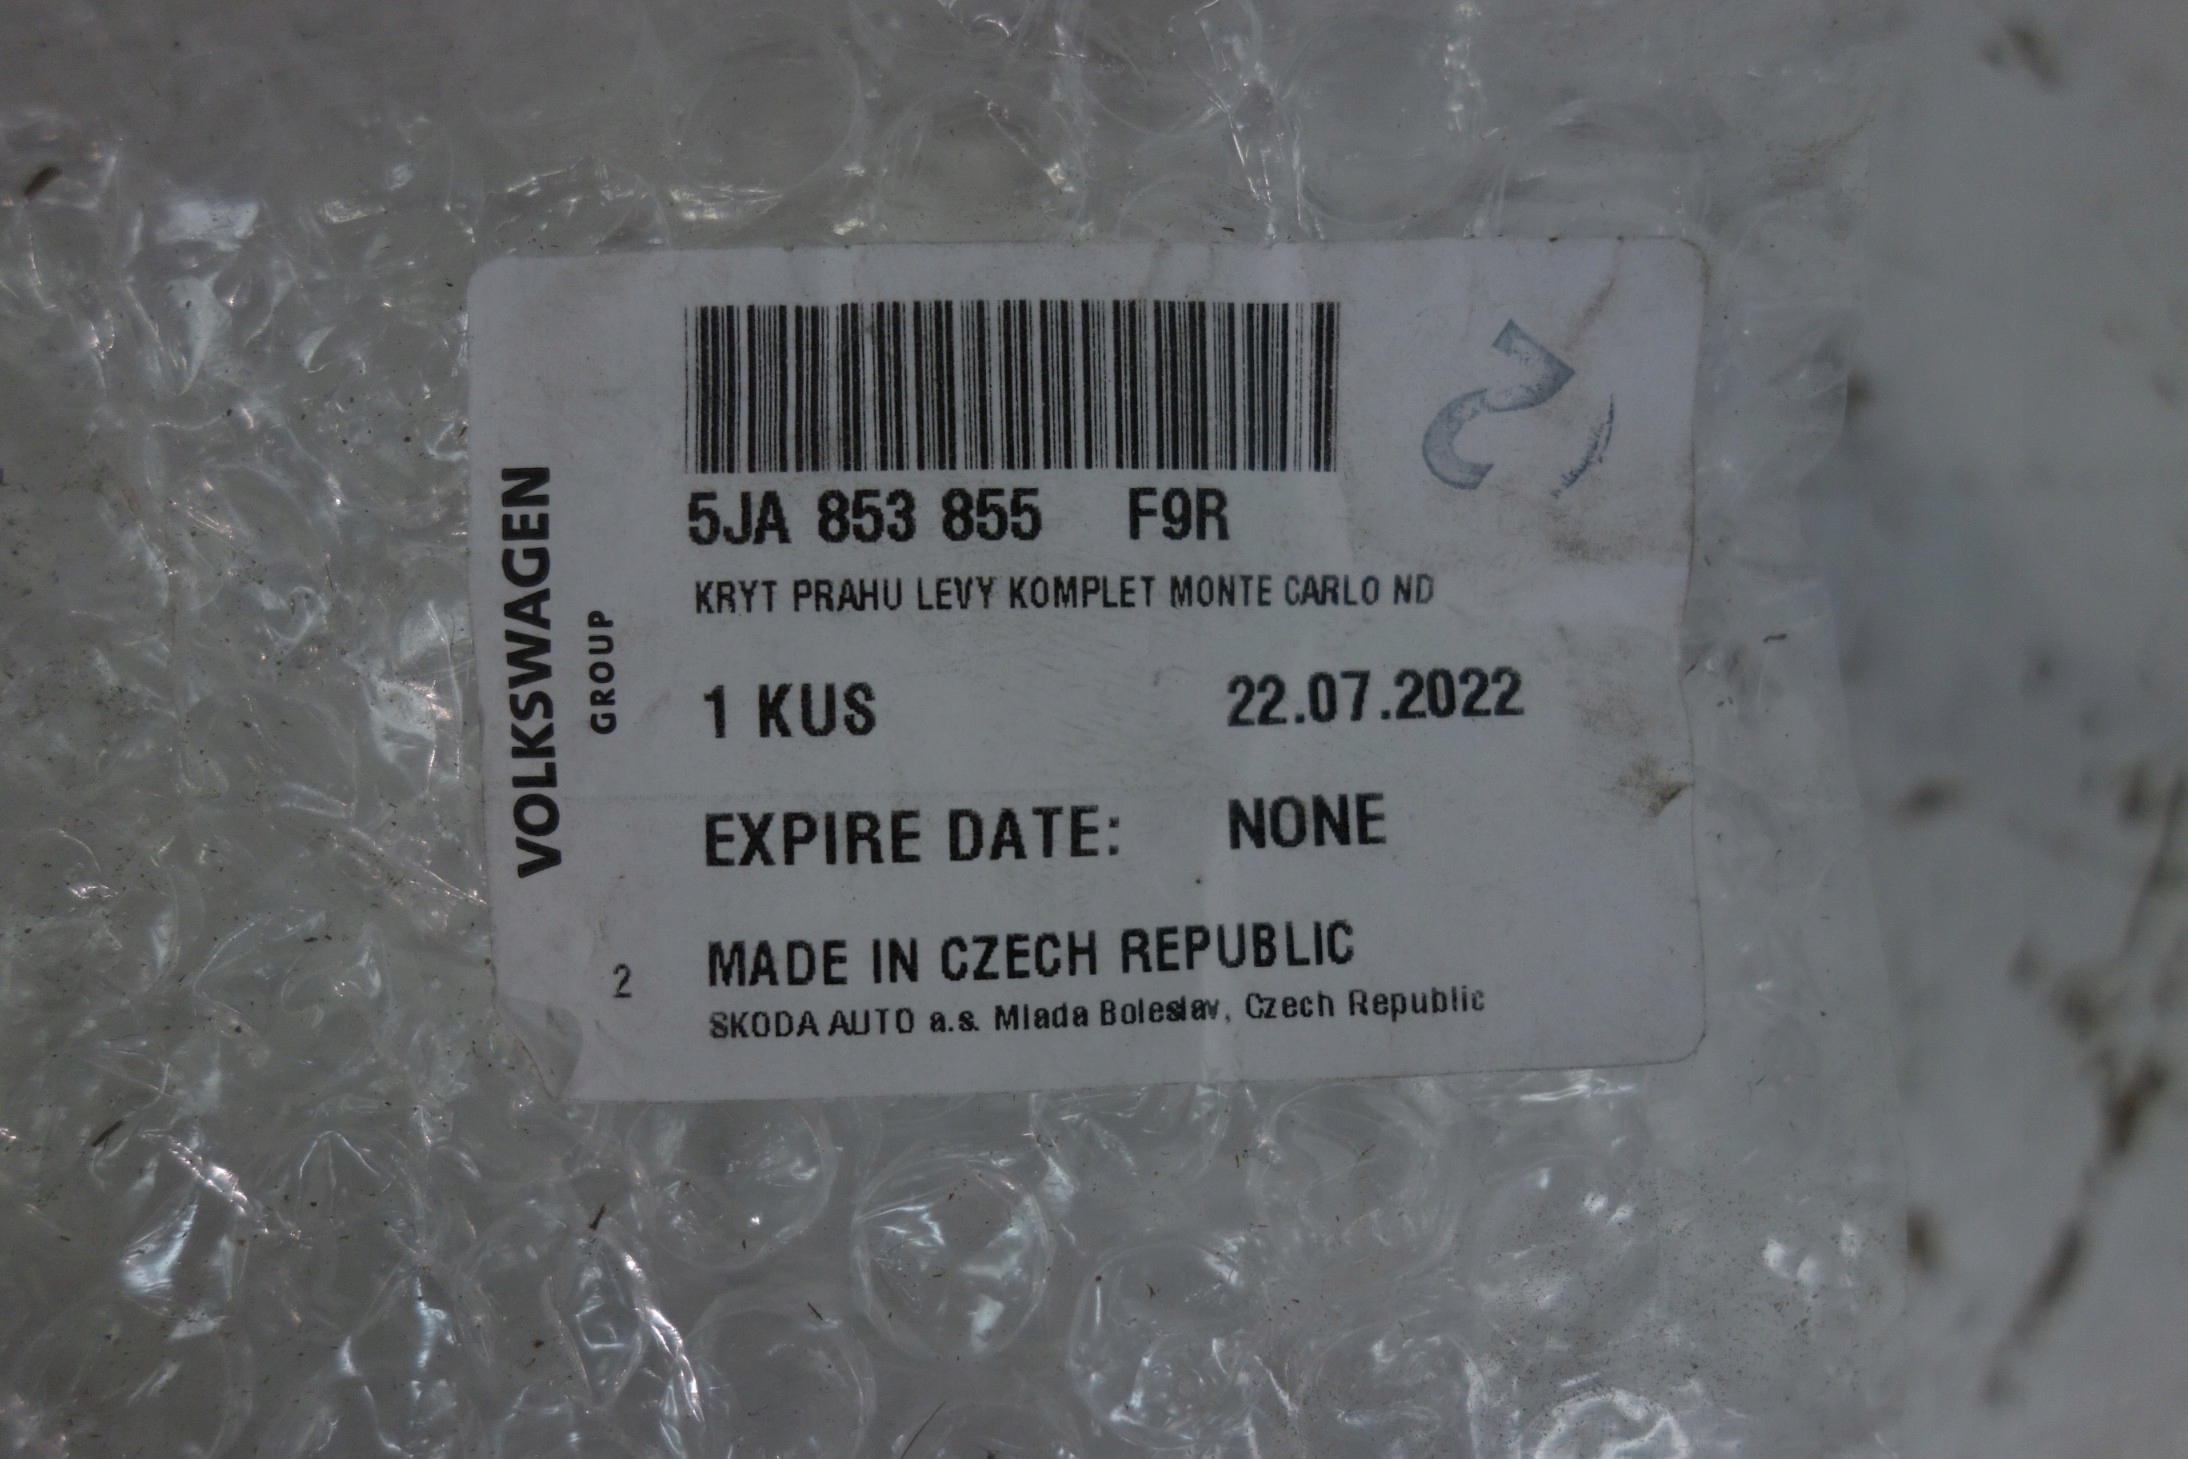 VOLKSWAGEN
GROUP
5JA 853 855 F9R
KRYT PRAHU LEVY KOMPLET MONTE CARLO ND
1 KUS 22.07.2022
EXPIRE DATE: NONE
MADE IN CZECH REPUBLIC
2 SKODA AUTO a.s. Mlada Boleslav, Czech Republic